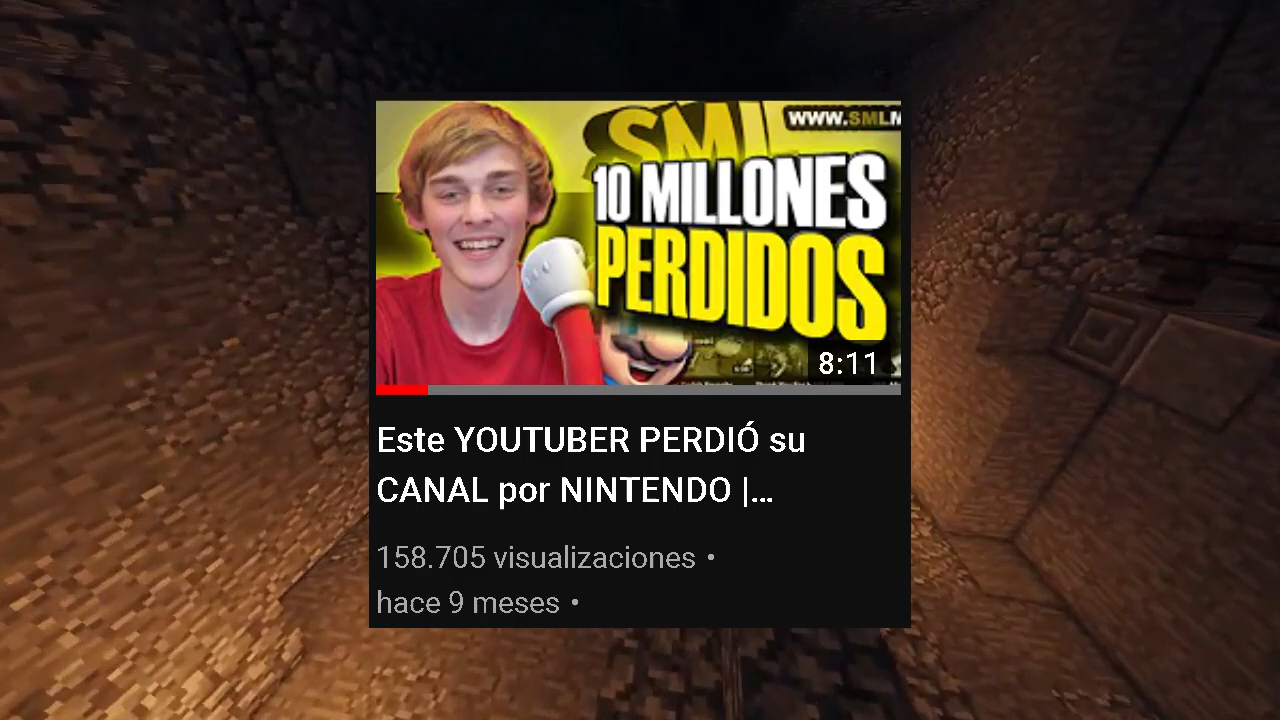 SML
WWW.SMLM
10 MILLONES
PERDIDOS
8:11
Este YOUTUBER PERDIÓ su
CANAL por NINTENDO |...
158.705 visualizaciones •
hace 9 meses •